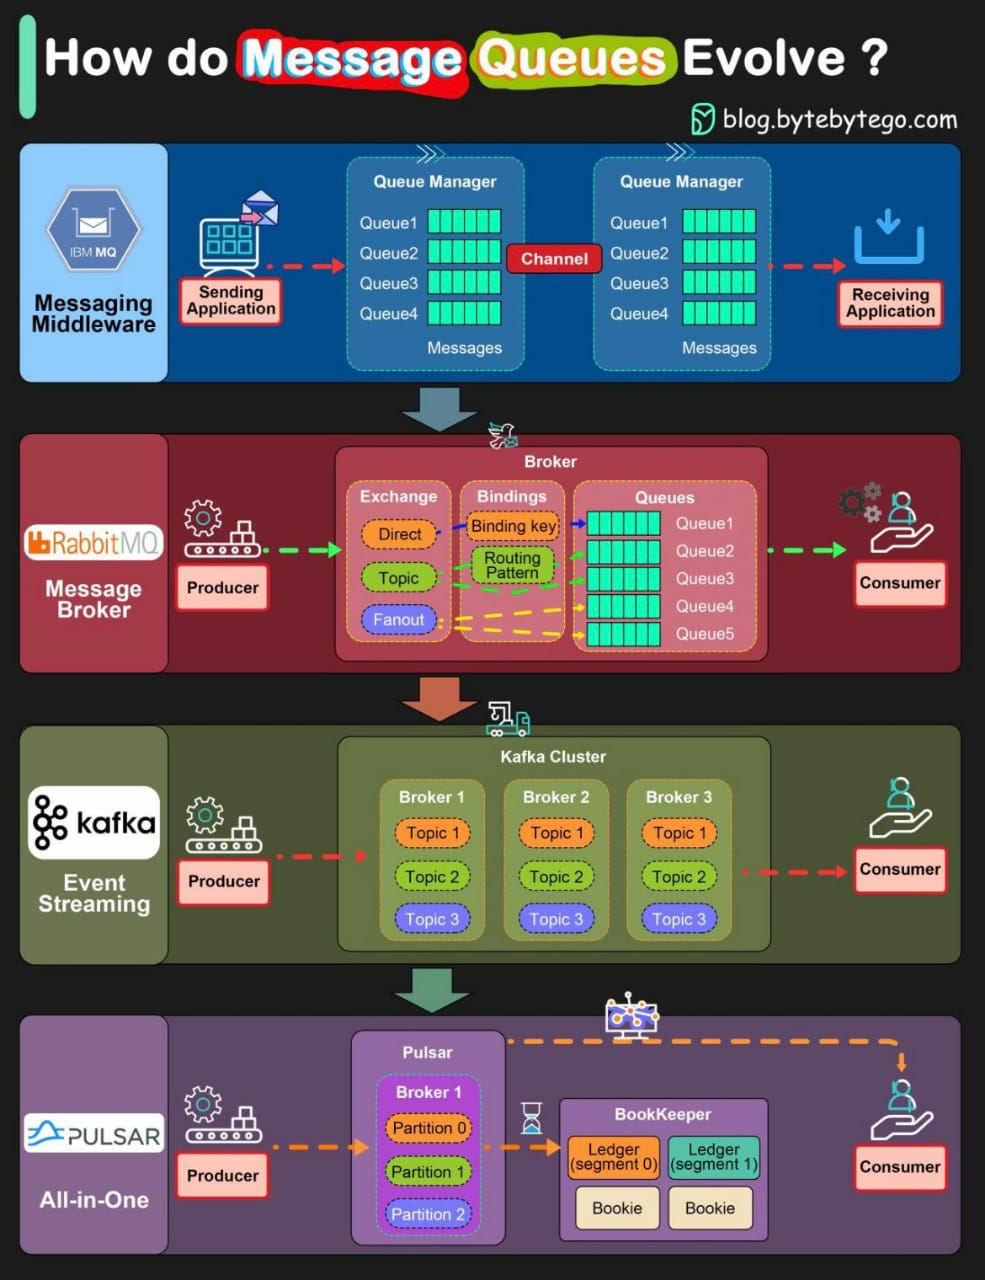 How do Message Queues Evolve ?
blog.bytebytego.com
IBM MQ
Messaging
Middleware
Sending
Application
Queue Manager
Queue1
Queue2
Queue3
Queue4
Messages
Channel
Queue Manager
Queue1
Queue2
Queue3
Queue4
Messages
Receiving
Application
RabbitMQ
Message
Broker
Producer
Broker
Exchange
Direct
Topic
Fanout
Bindings
Binding key
Routing
Pattern
Queues
Queue1
Queue2
Queue3
Queue4
Queue5
Consumer
kafka
Event
Streaming
Producer
Kafka Cluster
Broker 1
Topic 1
Topic 2
Topic 3
Broker 2
Topic 1
Topic 2
Topic 3
Broker 3
Topic 1
Topic 2
Topic 3
Consumer
PULSAR
All-in-One
Producer
Pulsar
Broker 1
Partition 0
Partition 1
Partition 2
BookKeeper
Ledger
(segment 0)
Ledger
(segment 1)
Bookie
Bookie
Consumer